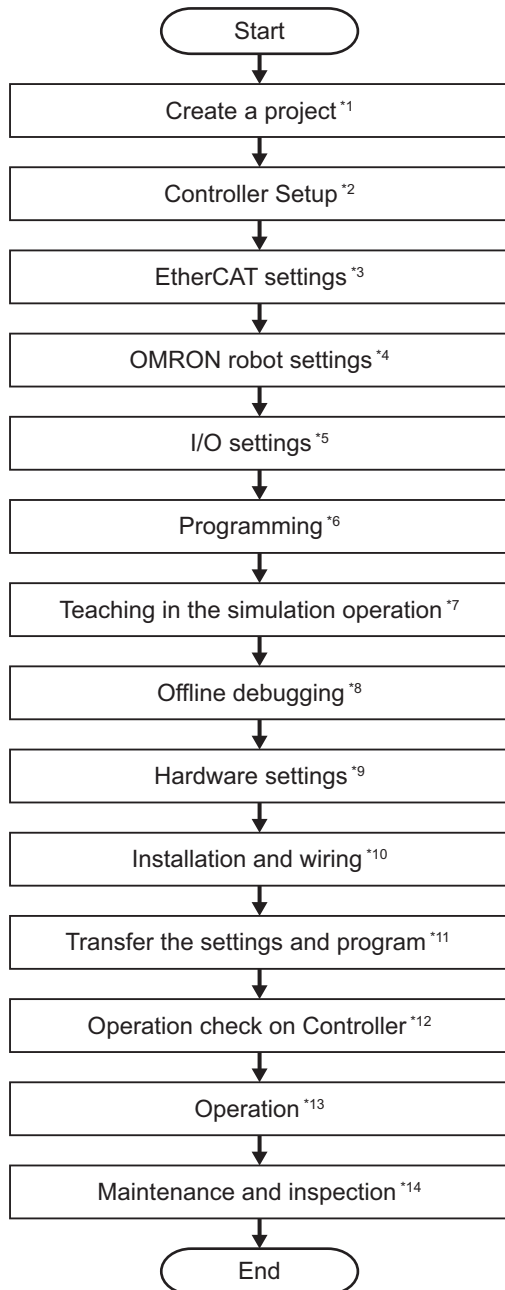 Start
Create a project *1
Controller Setup *2
EtherCAT settings *3
OMRON robot settings *4
I/O settings *5
Programming *6
Teaching in the simulation operation *7
Offline debugging *8
Hardware settings *9
Installation and wiring *10
Transfer the settings and program *11
Operation check on Controller *12
Operation *13
Maintenance and inspection *14
End